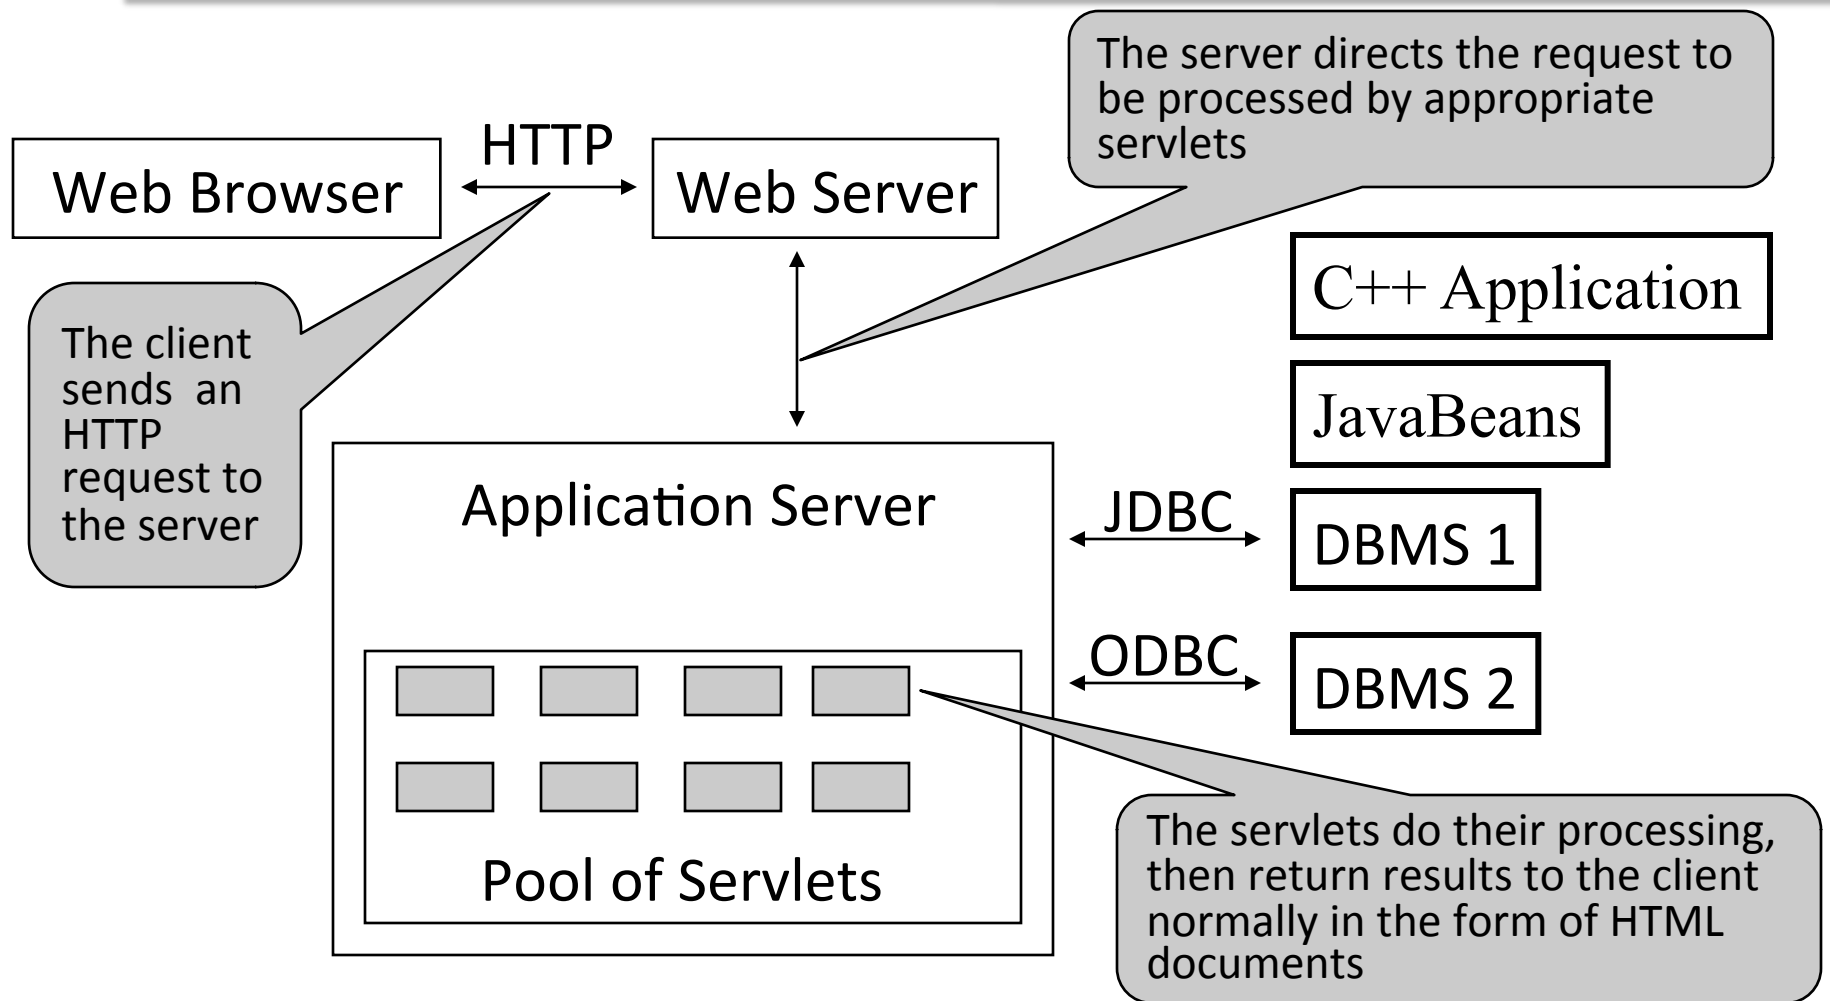 The server directs the request to
be processed by appropriate
servlets
HTTP
Web Browser
Web Server
C++ Application
The client
sends an
HTTP
request to
the server
JavaBeans
Application Server
JDBC
DBMS 1
ODBC
DBMS 2
Pool of Servlets
The servlets do their processing,
then return results to the client
normally in the form of HTML
documents